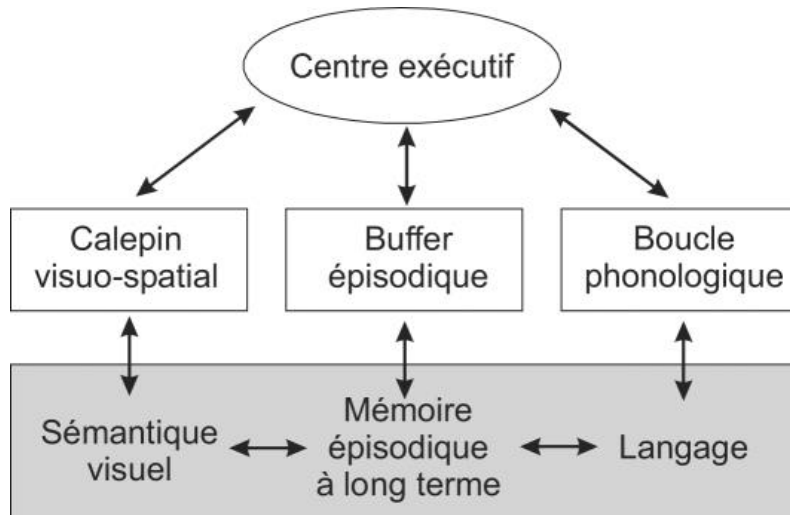 Centre exécutif
Calepin
visuo-spatial
Buffer
épisodique
Boucle
phonologique
Sémantique
visuel
Mémoire
épisodique
à long terme
Langage